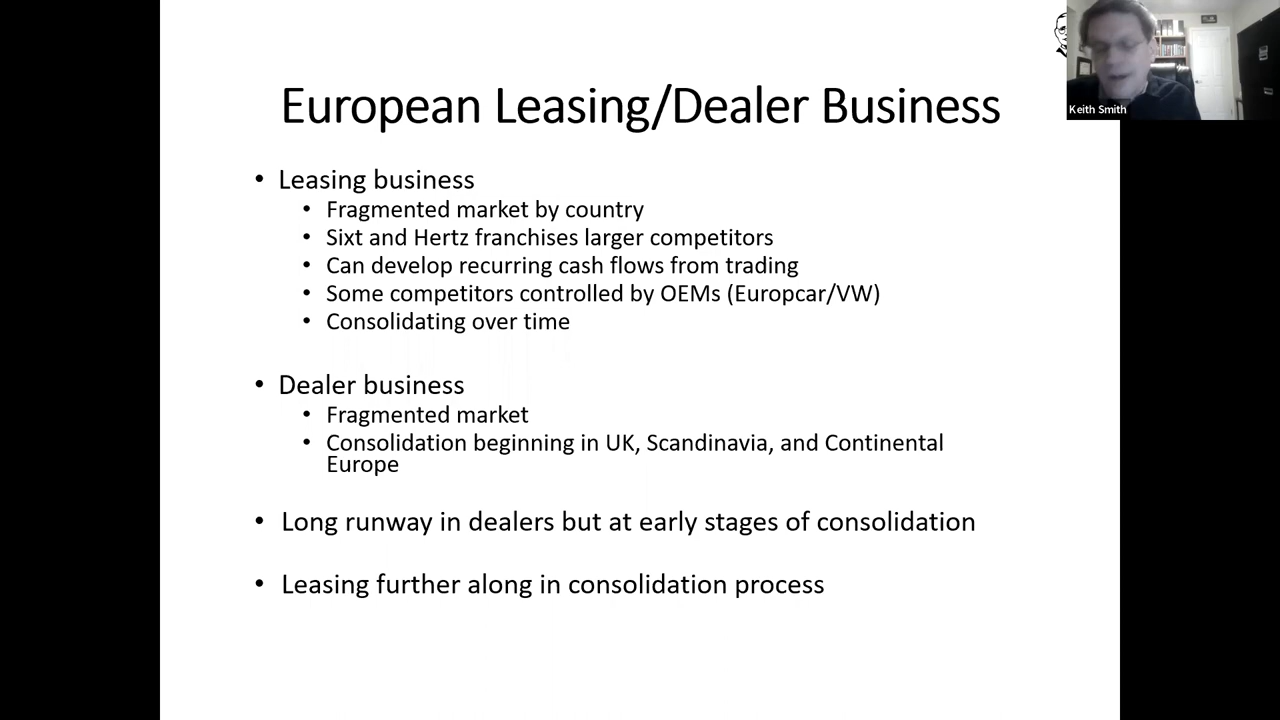 European Leasing/Dealer Business
Keith Smith
• Leasing business
• Fragmented market by country
• Sixt and Hertz franchises larger competitors
• Can develop recurring cash flows from trading
• Some competitors controlled by OEMs (Europcar/VW)
• Consolidating over time
• Dealer business
• Fragmented market
• Consolidation beginning in UK, Scandinavia, and Continental
Europe
• Long runway in dealers but at early stages of consolidation
• Leasing further along in consolidation process